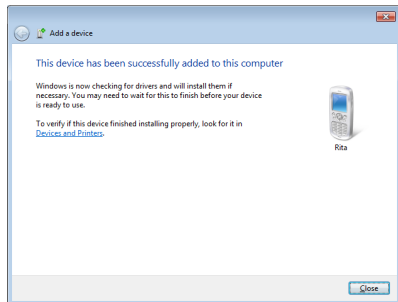 Add a device
This device has been successfully added to this computer
Windows is now checking for drivers and will install them if
necessary. You may need to wait for this to finish before your device
is ready to use.
To verify if this device finished installing properly, look for it in
Devices and Printers.
Rita
Close